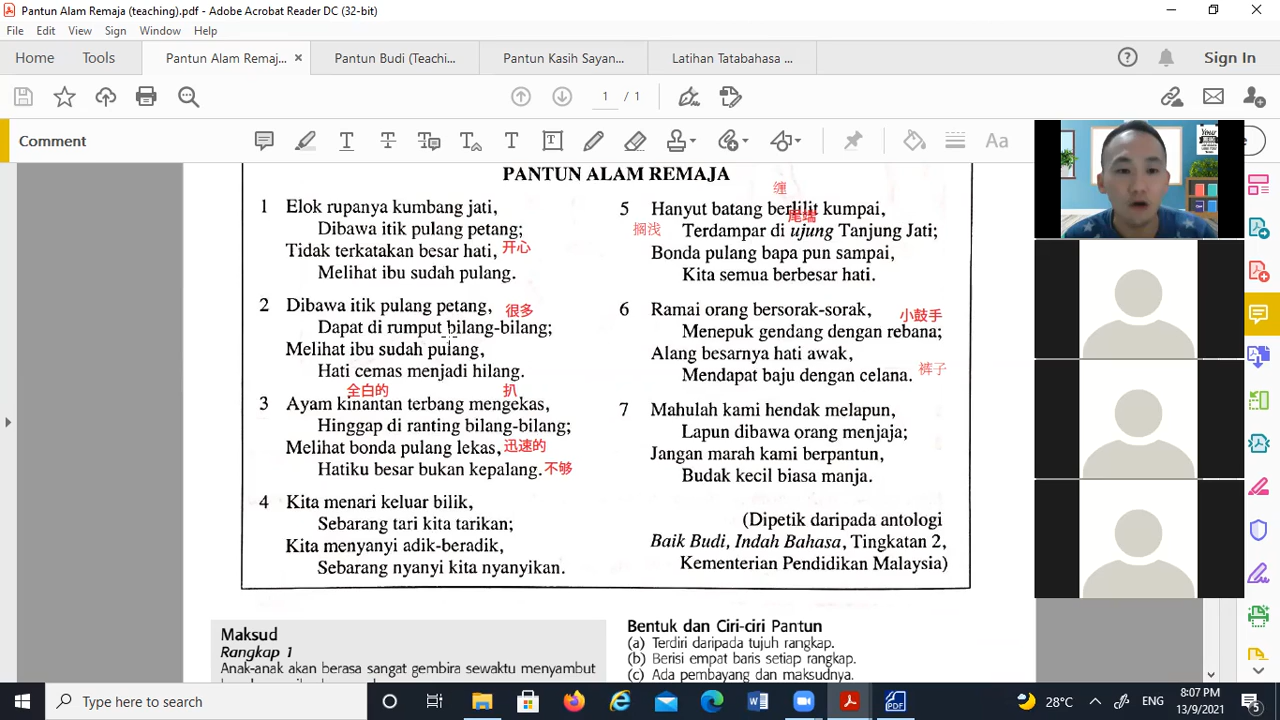 Pantun Alam Remaja (teaching).pdf - Adobe Acrobat Reader DC (32-bit)
File Edit View Sign Window Help
Home Tools Pantun Alam Remaj... Pantun Budi (Teachi... Pantun Kasih Sayan... Latihan Tatabahasa ... Sign In
1 / 1
Comment
PANTUN ALAM REMAJA
1 Elok rupanya kumbang jati,
Dibawa itik pulang petang;
Tidak terkatakan besar hati, 开心
Melihat ibu sudah pulang.
2 Dibawa itik pulang petang, 很多
Dapat di rumput bilang-bilang;
Melihat ibu sudah pulang,
Hati cemas menjadi hilang.
全白的 扒
3 Ayam kinantan terbang mengekas,
Hinggap di ranting bilang-bilang;
Melihat bonda pulang lekas, 迅速的
Hatiku besar bukan kepalang. 不够
4 Kita menari keluar bilik,
Sebarang tari kita tarikan;
Kita menyanyi adik-beradik,
Sebarang nyanyi kita nyanyikan.
缠
5 Hanyut batang berlilit kumpai,
尾端
搁浅 Terdampar di ujung Tanjung Jati;
Bonda pulang bapa pun sampai,
Kita semua berbesar hati.
6 Ramai orang bersorak-sorak, 小鼓手
Menepuk gendang dengan rebana;
Alang besarnya hati awak,
Mendapat baju dengan celana. 裤子
7 Mahulah kami hendak melapun,
Lapun dibawa orang menjaja;
Jangan marah kami berpantun,
Budak kecil biasa manja.
(Dipetik daripada antologi
Baik Budi, Indah Bahasa, Tingkatan 2,
Kementerian Pendidikan Malaysia)
Maksud
Rangkap 1
Anak-anak akan berasa sangat gembira sewaktu menyambut
Bentuk dan Ciri-ciri Pantun
(a) Terdiri daripada tujuh rangkap.
(b) Berisi empat baris setiap rangkap.
(c) Ada pembayang dan maksudnya.
Type here to search
28°C ENG 8:07 PM
13/9/2021